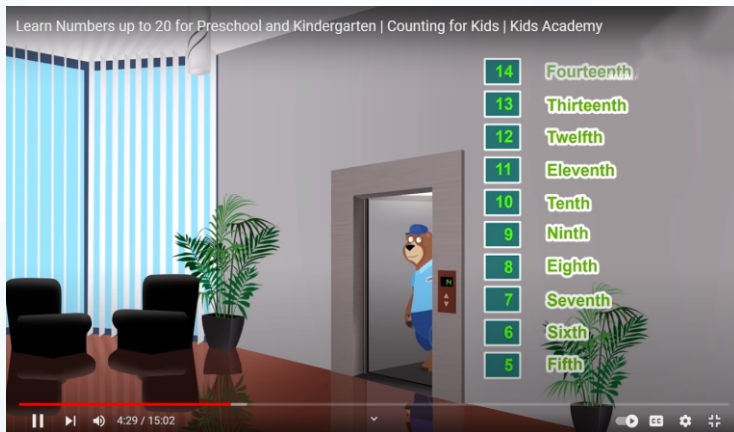 Learn Numbers up to 20 for Preschool and Kindergarten | Counting for Kids | Kids Academy
14 Fourteenth
13 Thirteenth
12 Twelfth
11 Eleventh
10 Tenth
9 Ninth
8 Eighth
7 Seventh
6 Sixth
5 Fifth
4:29 / 15:02
CC